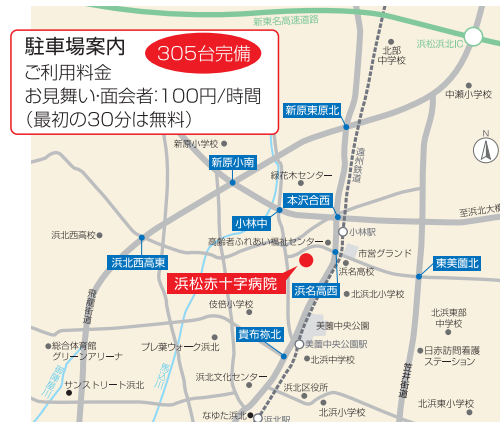 新東名高速道路
浜松浜北IC
駐車場案内
305台完備
ご利用料金
お見舞い・面会者:100円/時間
（最初の30分は無料）
北部
中学校
中瀬小学校
新原東原北
新原小学校
遠州鉄道
新原小南
緑花木センター
本沢合西
小林中
至浜北大橋
小林駅
浜北西高校
高齢者ふれあい福祉センター
市営グランド
浜北西高東
浜名高校
東美薗北
浜松赤十字病院
浜名高西
浜北北小学校
飛龍街道
伎倍小学校
美薗中央公園
北浜東部
中学校
貴布祢北
総合体育館
グリーンアリーナ
プレ葉ウォーク浜北
美薗中央公園駅
北浜中学校
日赤訪問看護
ステーション
笠井街道
サンストリート浜北
浜北文化センター
浜北区役所
なゆた浜北
浜北駅
北浜小学校
北浜東小学校